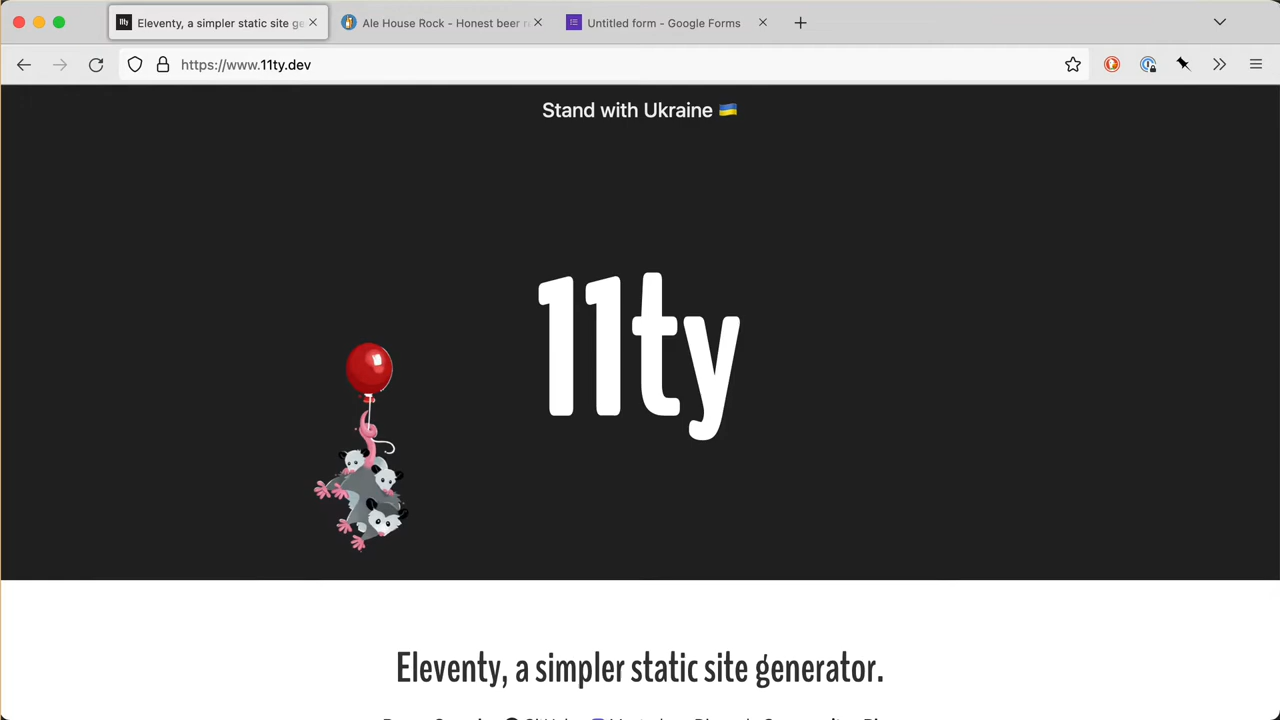 Eleventy, a simpler static site ge
Ale House Rock - Honest beer r
Untitled form - Google Forms
https://www.11ty.dev
Stand with Ukraine 🇺🇦
11ty
Eleventy, a simpler static site generator.